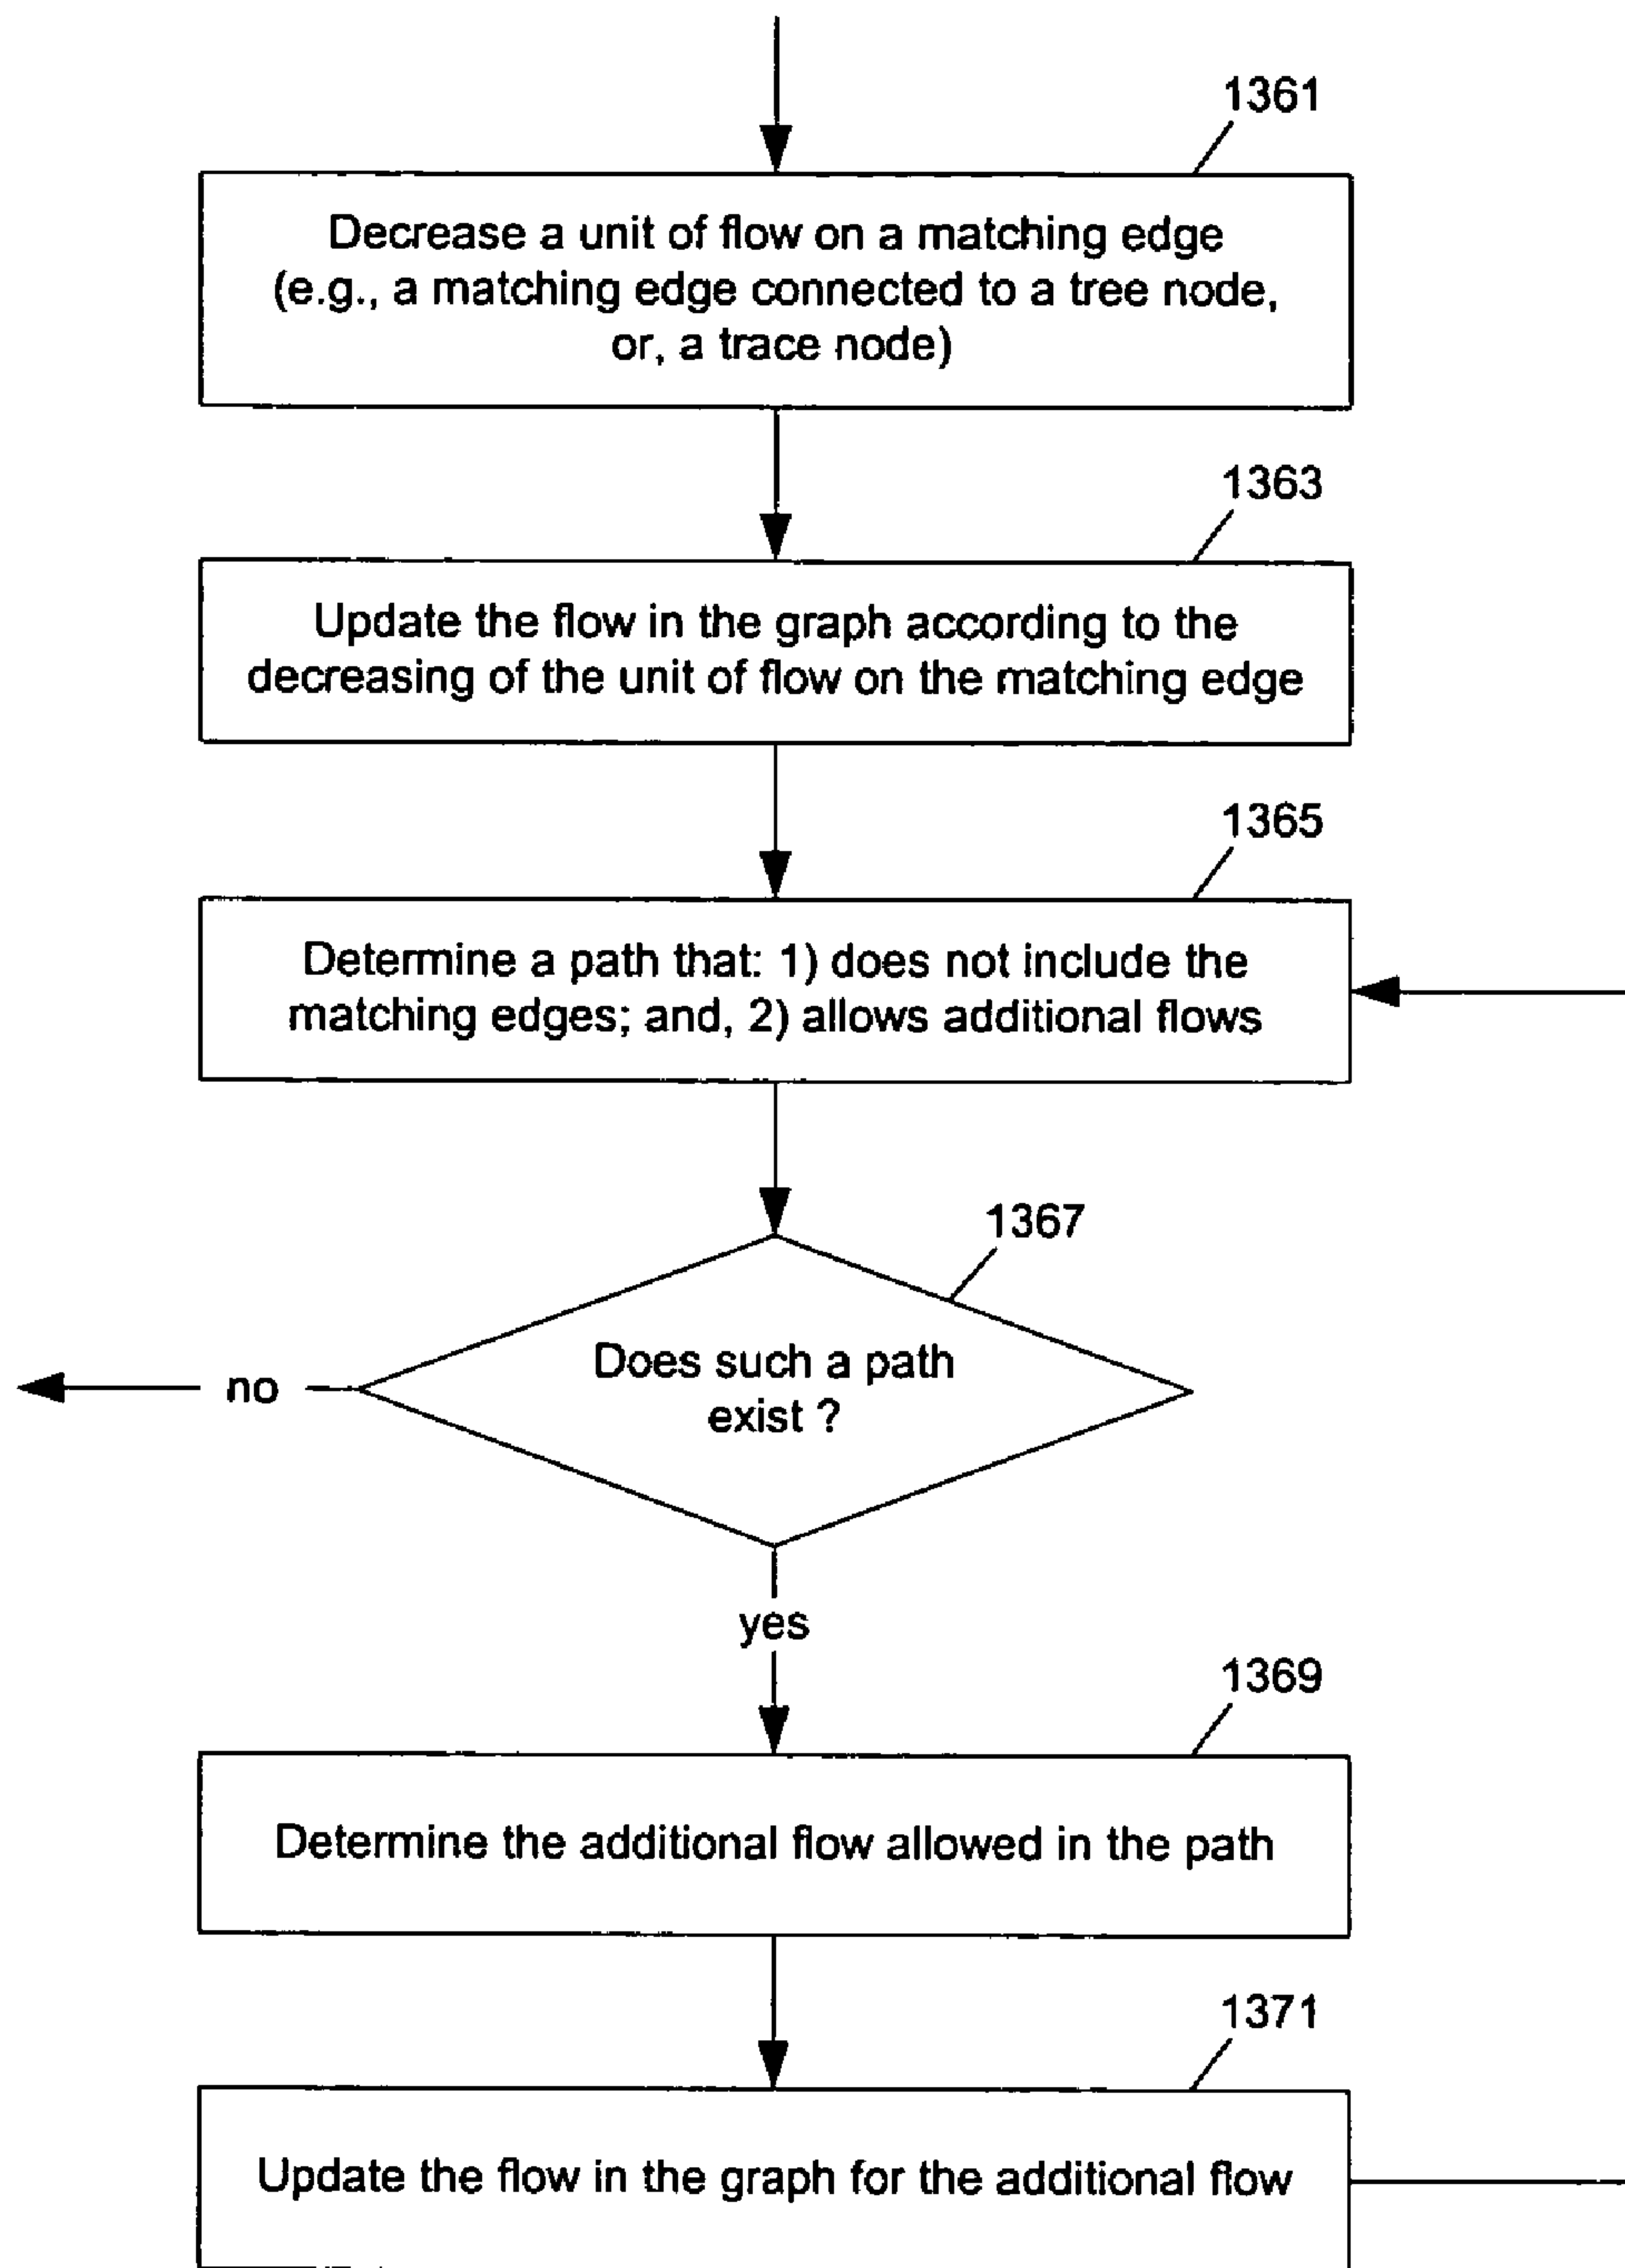 1361
Decrease a unit of flow on a matching edge
(e.g., a matching edge connected to a tree node,
or, a trace node)
1363
Update the flow in the graph according to the
decreasing of the unit of flow on the matching edge
1365
Determine a path that: 1) does not include the
matching edges; and, 2) allows additional flows
1367
Does such a path
exist ?
no
yes
1369
Determine the additional flow allowed in the path
1371
Update the flow in the graph for the additional flow